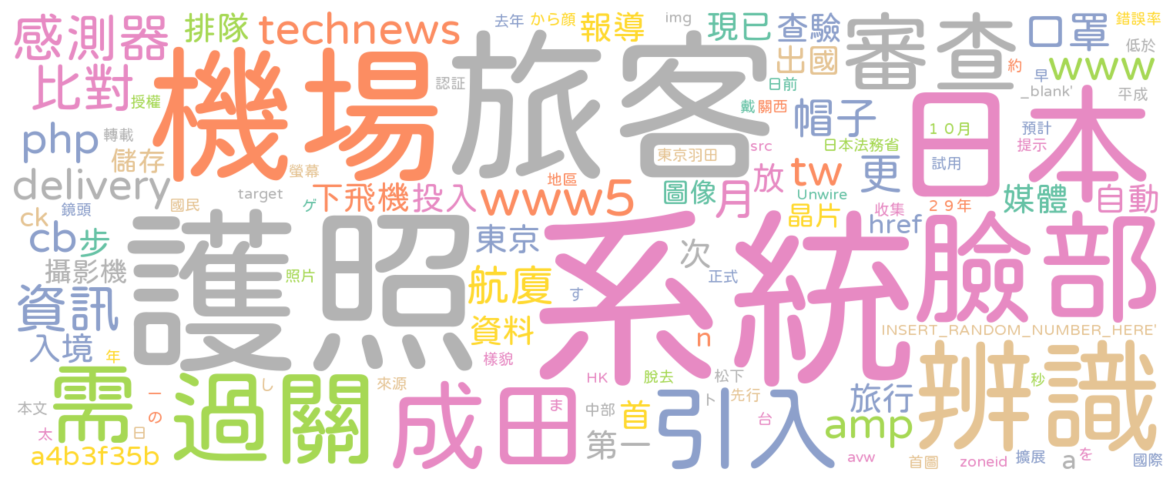 感測器 排隊 technews 去年 から顔 報導 img 現已 查驗 審查 口罩 錯誤率
比對 授權 機場 認証 旅客 日前 出國 約 早 www 低於
_blank' 平成
php 轉載 戴 關西 帽子 日本 10月 預計
儲存 螢幕 東京羽田 src 日本法務省 試用 提示
delivery target 下飛機 投入 www5 地區 圖像 月 放 tw Unwire 更 媒體 自動
ck 鏡頭 國民 ゲ 晶片 收集 29年
cb 步 護照 東京 系統 次 href 臉部
攝影機 照片 航廈 す 正式
資訊 資料 n INSERT_RANDOM_NUMBER_HERE'
入境 年 樣貌 辨識
需 過關 し 來源 成田 HK 脫去 松下 引入 旅行 秒
本文 一 の ま 中部 首 ト 先行 amp
太 日 第一 台
a4b3f35b avw 首圖 zoneid 擴展 a を 國際